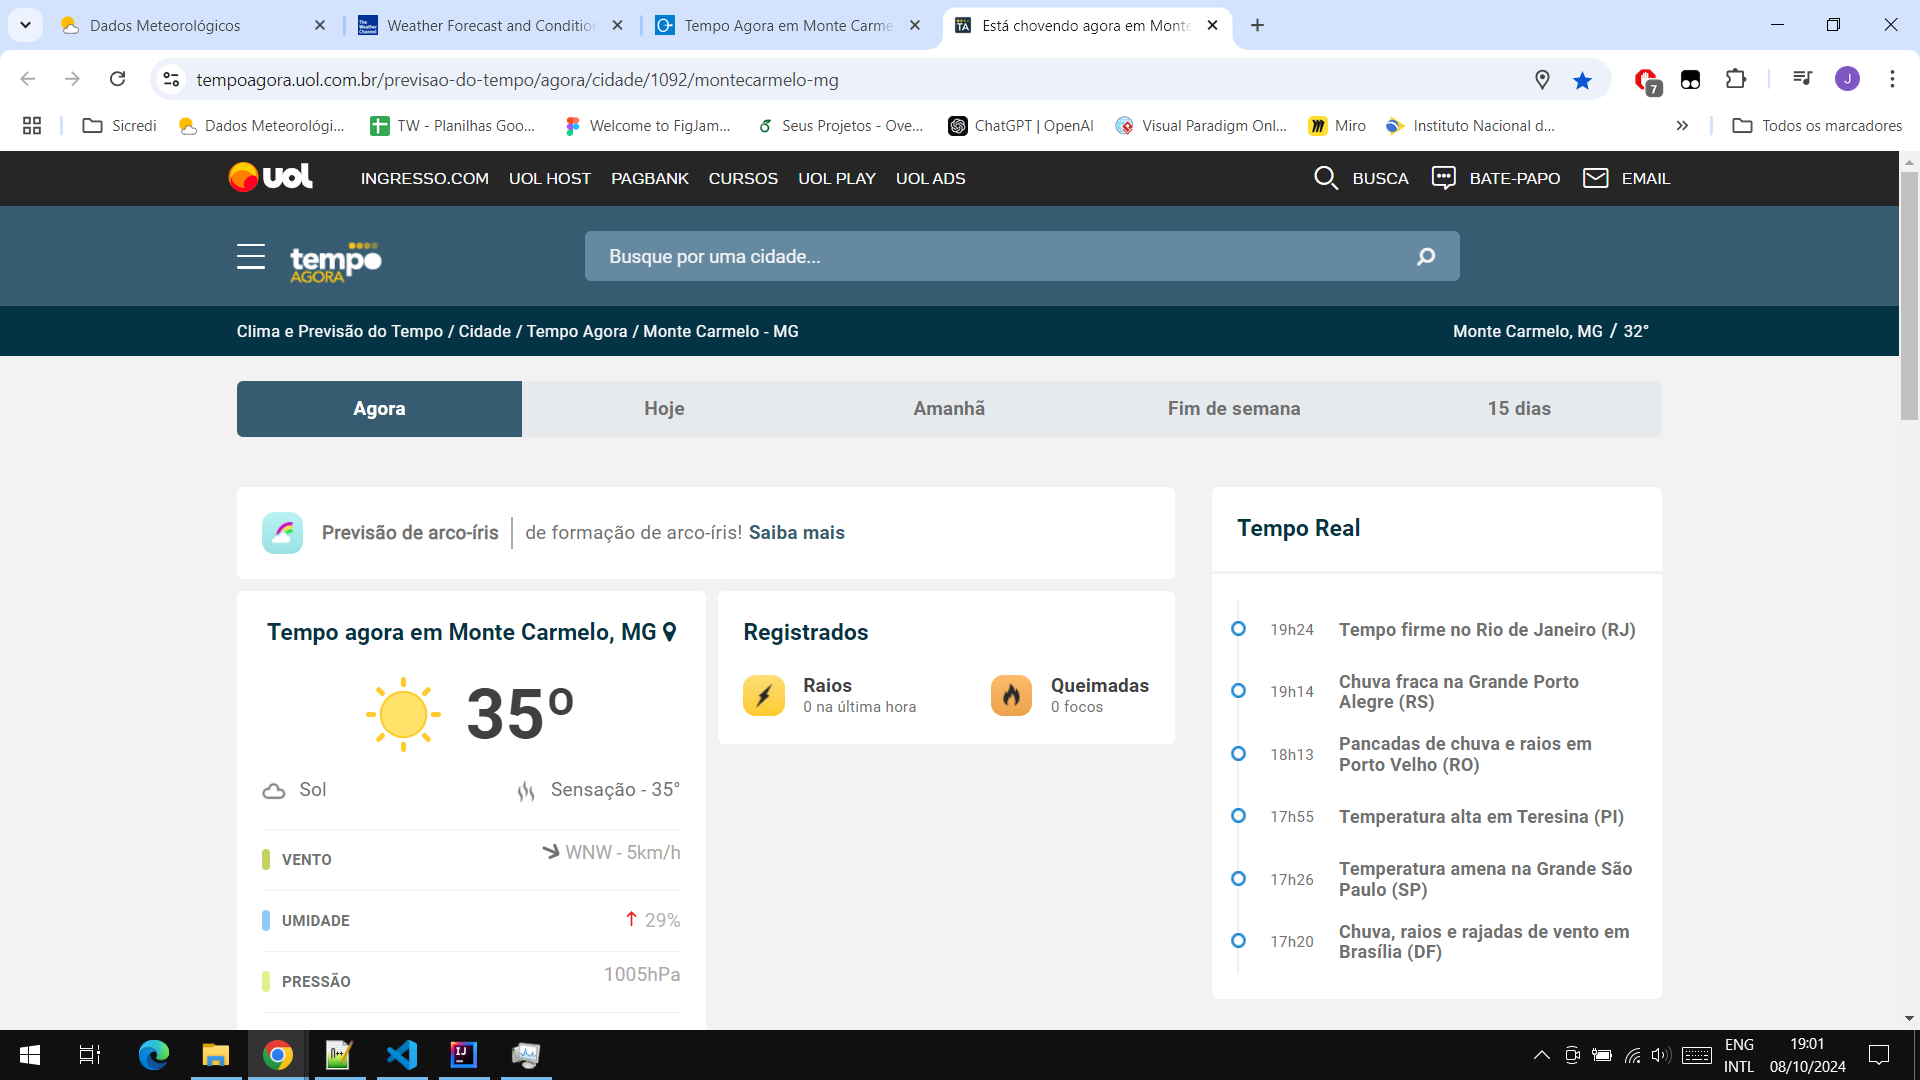 Dados Meteorológicos
Weather Forecast and Condition
Tempo Agora em Monte Carme
Está chovendo agora em Monte
tempoagora.uol.com.br/previsao-do-tempo/agora/cidade/1092/montecarmelo-mg
7
J
Sicredi
Dados Meteorológi...
TW - Planilhas Goo...
Welcome to FigJam...
Seus Projetos - Ove...
ChatGPT | OpenAI
Visual Paradigm Onl...
Miro
Instituto Nacional d...
Todos os marcadores
UOL
INGRESSO.COM
UOL HOST
PAGBANK
CURSOS
UOL PLAY
UOL ADS
BUSCA
BATE-PAPO
EMAIL
tempo
AGORA
Busque por uma cidade...
Clima e Previsão do Tempo / Cidade / Tempo Agora / Monte Carmelo - MG
Monte Carmelo, MG / 32°
Agora
Hoje
Amanhã
Fim de semana
15 dias
Previsão de arco-íris
de formação de arco-íris! Saiba mais
Tempo agora em Monte Carmelo, MG
35º
Sol
Sensação - 35°
VENTO
WNW - 5km/h
UMIDADE
29%
PRESSÃO
1005hPa
Registrados
Raios
0 na última hora
Queimadas
0 focos
Tempo Real
19h24
Tempo firme no Rio de Janeiro (RJ)
19h14
Chuva fraca na Grande Porto
Alegre (RS)
18h13
Pancadas de chuva e raios em
Porto Velho (RO)
17h55
Temperatura alta em Teresina (PI)
17h26
Temperatura amena na Grande São
Paulo (SP)
17h20
Chuva, raios e rajadas de vento em
Brasília (DF)
ENG
INTL
19:01
08/10/2024